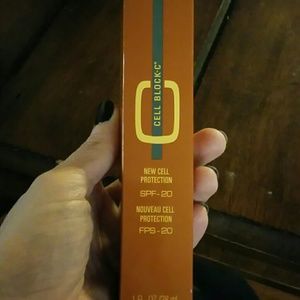 CELL BLOCK·C®
NEW CELL
PROTECTION
SPF-20
NOUVEAU CELL
PROTECTION
FPS-20